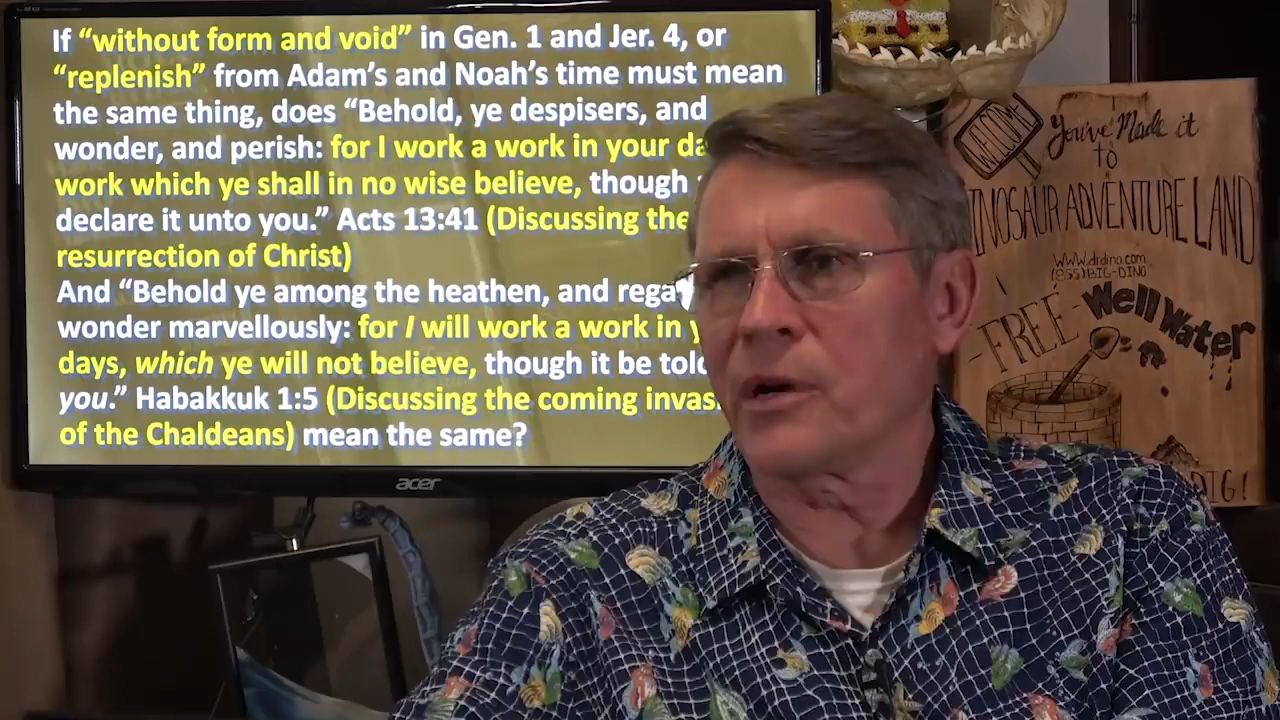 If “without form and void” in Gen. 1 and Jer. 4, or
“replenish” from Adam’s and Noah’s time must mean
the same thing, does “Behold, ye despisers, and
wonder, and perish: for I work a work in your
work which ye shall in no wise believe, though
declare it unto you.” Acts 13:41 (Discussing the
resurrection of Christ)
And “Behold ye among the heathen, and
wonder marvellously: for I will work a work in
days, which ye will not believe, though it be
you.” Habakkuk 1:5 (Discussing the coming
of the Chaldeans) mean the same?
acer
WELCOME
You've Made it
to
DINOSAUR ADVENTURE LAND
www.drdino.com
(855)BIG-DINO
-FREE-
Well Water
DIG!